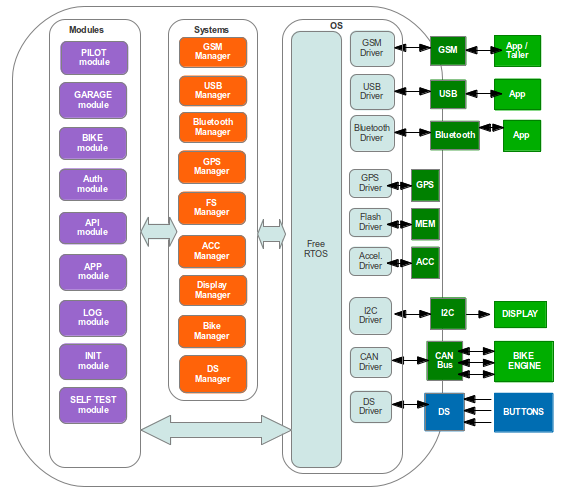 Modules
PILOT
module
GARAGE
module
BIKE
module
Auth
module
API
module
APP
module
LOG
module
INIT
module
SELF TEST
module
Systems
GSM
Manager
USB
Manager
Bluetooth
Manager
GPS
Manager
FS
Manager
ACC
Manager
Display
Manager
Bike
Manager
DS
Manager
OS
Free
RTOS
GSM
Driver
USB
Driver
Bluetooth
Driver
GPS
Driver
Flash
Driver
Accel.
Driver
I2C
Driver
CAN
Driver
DS
Driver
GSM
USB
Bluetooth
GPS
MEM
ACC
I2C
CAN
Bus
DS
App /
Taller
App
App
DISPLAY
BIKE
ENGINE
BUTTONS